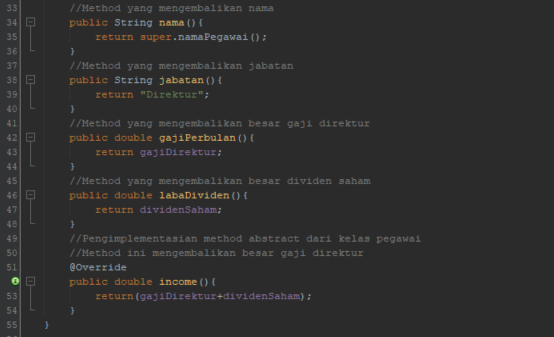 33 //Method yang mengembalikan nama
34 public String nama(){
35 return super.namaPegawai();
36 }
37 //Method yang mengembalikan jabatan
38 public String jabatan(){
39 return "Direktur";
40 }
41 //Method yang mengembalikan besar gaji direktur
42 public double gajiPerbulan(){
43 return gajiDirektur;
44 }
45 //Method yang mengembalikan besar dividen saham
46 public double labaDividen(){
47 return dividenSaham;
48 }
49 //Pengimplementasian method abstract dari kelas pegawai
50 //Method ini mengembalikan besar gaji direktur
51 @Override
public double income(){
53 return(gajiDirektur+dividenSaham);
54 }
55 }